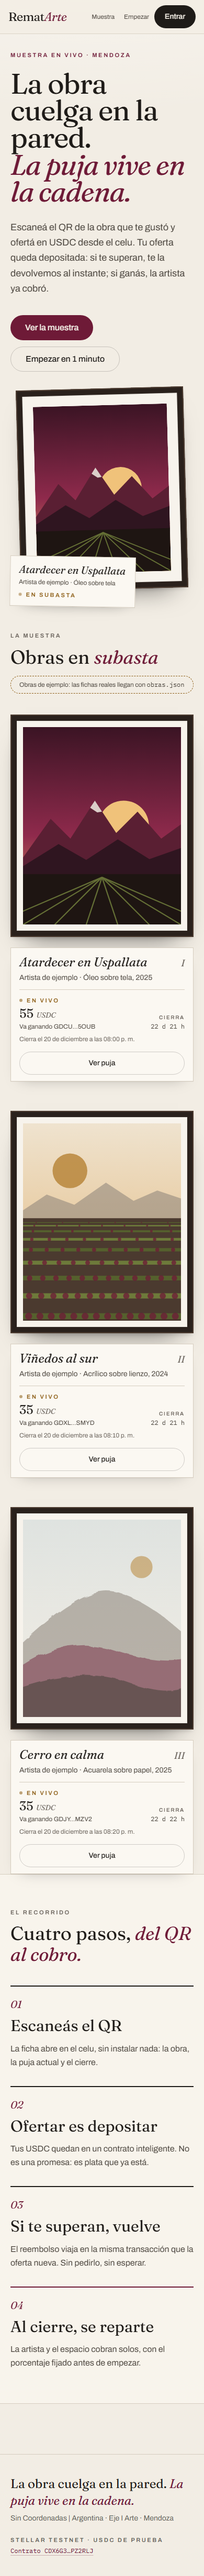 RematArte
Muestra
Empezar
Entrar
MUESTRA EN VIVO · MENDOZA
La obra
cuelga en la
pared.
La puja vive en
la cadena.
Escaneá el QR de la obra que te gustó y
ofertá en USDC desde el celu. Tu oferta
queda depositada: si te superan, te la
devolvemos al instante; si ganás, la artista
ya cobró.
Ver la muestra
Empezar en 1 minuto
Atardecer en Uspallata
Artista de ejemplo · Óleo sobre tela
EN SUBASTA
LA MUESTRA
Obras en subasta
Obras de ejemplo: las fichas reales llegan con obras.json
Atardecer en Uspallata I
Artista de ejemplo · Óleo sobre tela, 2025
EN VIVO
55 USDC
CIERRA
Va ganando GDCU…5OUB
22 d 21 h
Cierra el 20 de diciembre a las 08:00 p. m.
Ver puja
Viñedos al sur II
Artista de ejemplo · Acrílico sobre lienzo, 2024
EN VIVO
35 USDC
CIERRA
Va ganando GDXL…SMYD
22 d 21 h
Cierra el 20 de diciembre a las 08:10 p. m.
Ver puja
Cerro en calma III
Artista de ejemplo · Acuarela sobre papel, 2025
EN VIVO
35 USDC
CIERRA
Va ganando GDJY…MZV2
22 d 22 h
Cierra el 20 de diciembre a las 08:20 p. m.
Ver puja
EL RECORRIDO
Cuatro pasos, del QR
al cobro.
01
Escaneás el QR
La ficha abre en el celu, sin instalar nada: la obra,
la puja actual y el cierre.
02
Ofertar es depositar
Tus USDC quedan en un contrato inteligente. No
es una promesa: es plata que ya está.
03
Si te superan, vuelve
El reembolso viaja en la misma transacción que la
oferta nueva. Sin pedirlo, sin esperar.
04
Al cierre, se reparte
La artista y el espacio cobran solos, con el
porcentaje fijado antes de empezar.
La obra cuelga en la pared. La
puja vive en la cadena.
Sin Coordenadas | Argentina · Eje I Arte · Mendoza
STELLAR TESTNET · USDC DE PRUEBA
Contrato CDX6G3…PZ2RLJ